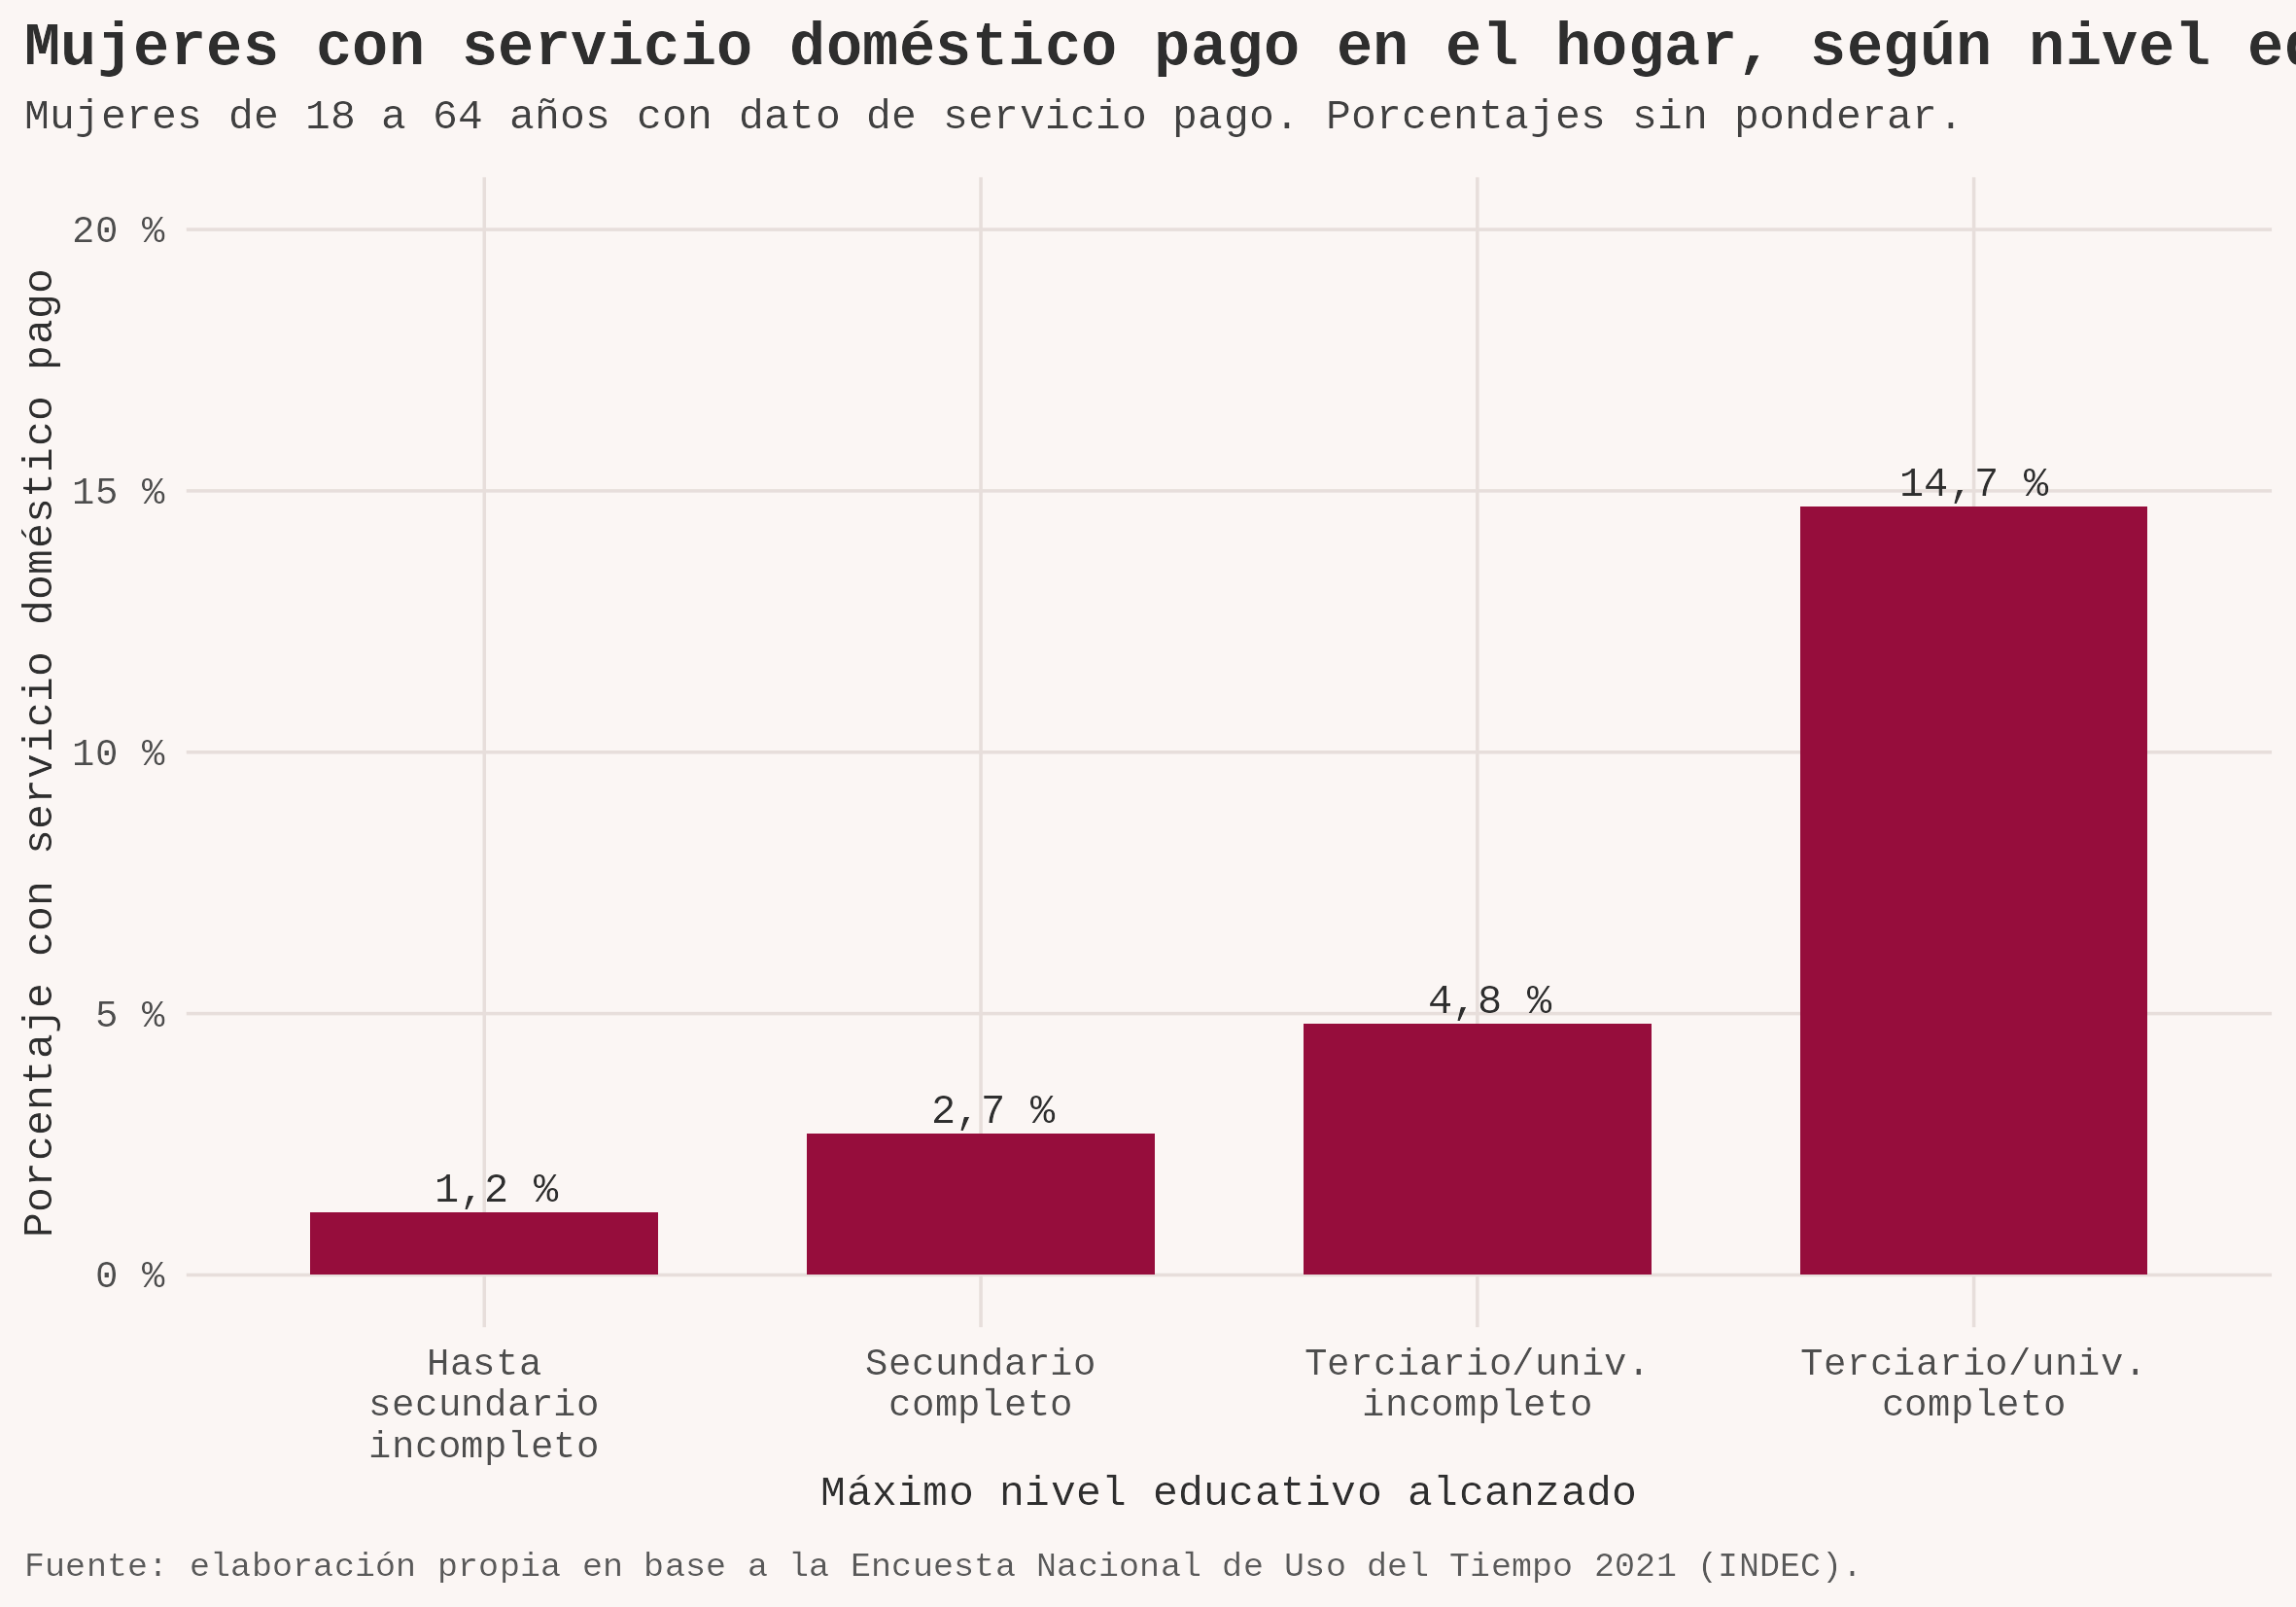 Mujeres con servicio doméstico pago en el hogar, según nivel
Mujeres de 18 a 64 años con dato de servicio pago. Porcentajes sin ponderar.
Porcentaje con servicio doméstico pago
20 %
15 %
10 %
5 %
0 %
1,2 %
2,7 %
4,8 %
14,7 %
Hasta
secundario
incompleto
Secundario
completo
Terciario/univ.
incompleto
Terciario/univ.
completo
Máximo nivel educativo alcanzado
Fuente: elaboración propia en base a la Encuesta Nacional de Uso del Tiempo 2021 (INDEC).